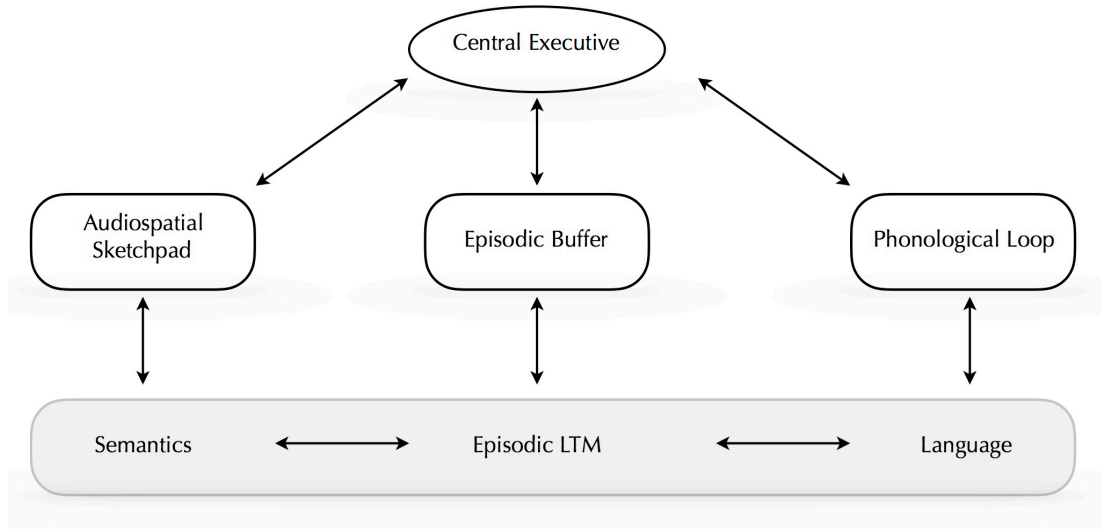 Central Executive
Audiospatial
Sketchpad
Episodic Buffer
Phonological Loop
Semantics
Episodic LTM
Language